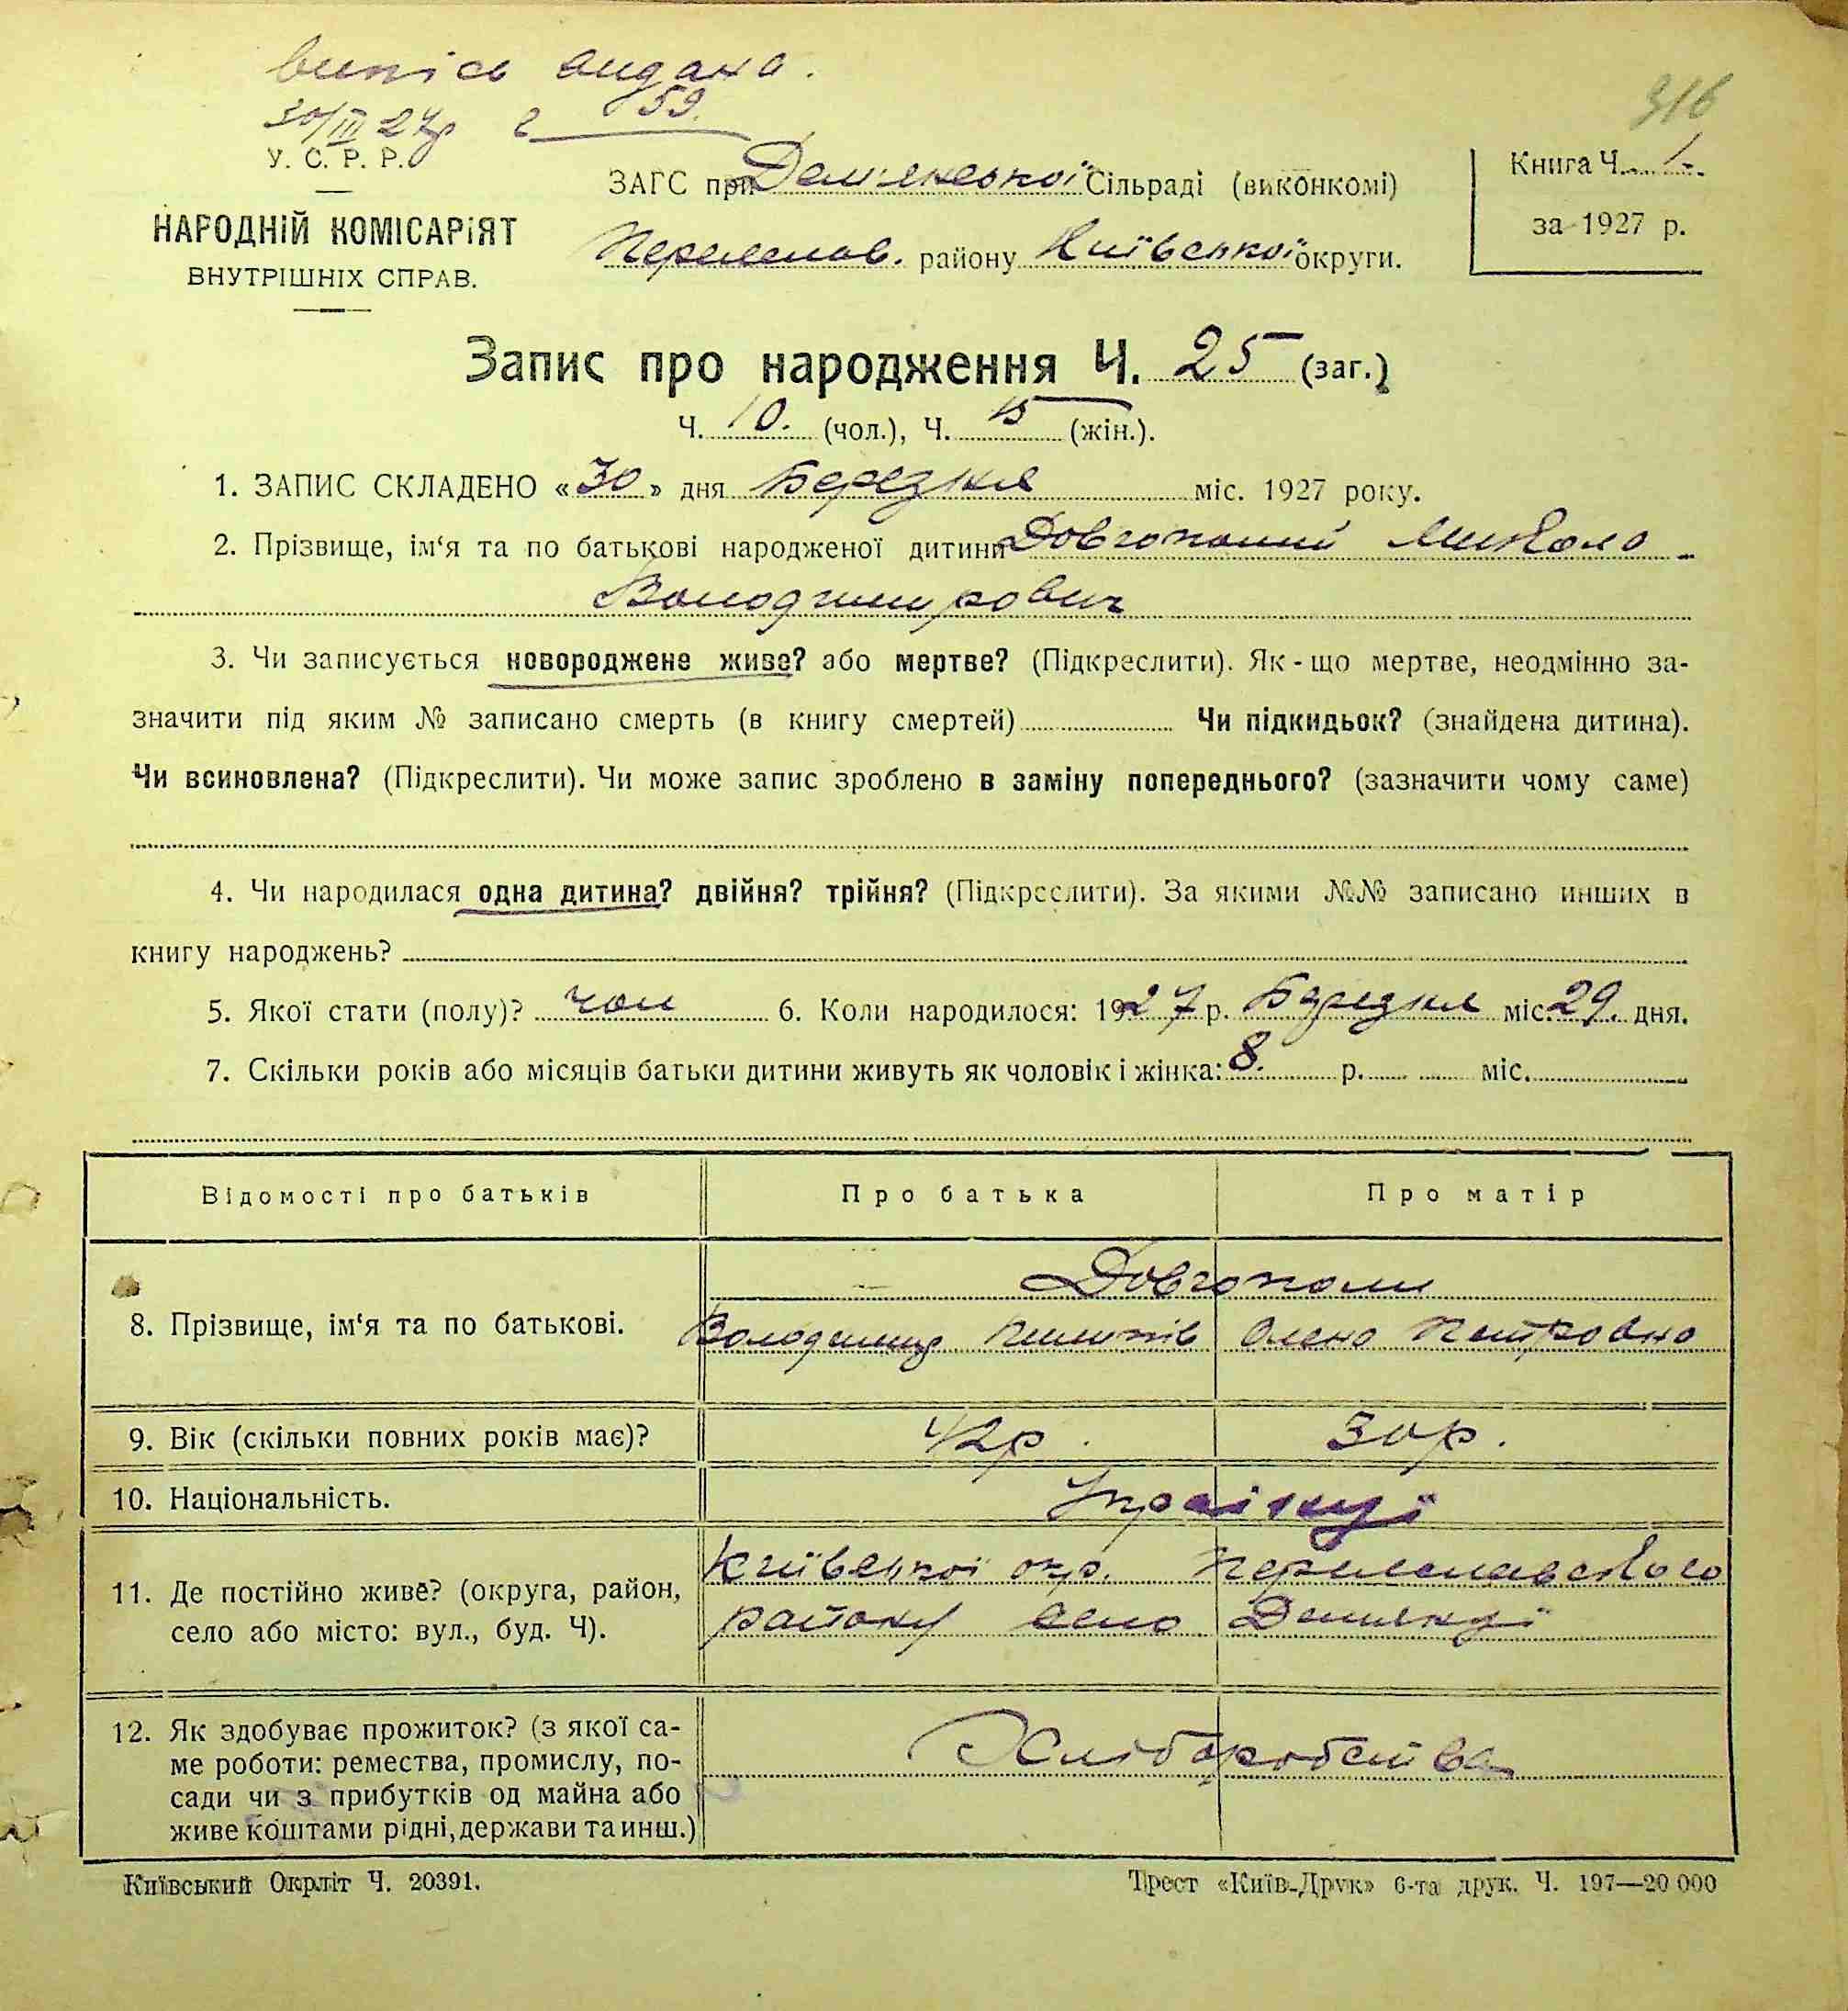 випісь видана.
30/III 27р 59.
316
У. С. Р. Р.
НАРОДНІЙ КОМІСАРІЯТ
ВНУТРІШНІХ СПРАВ.
ЗАГС при Дем'янської Сільраді (виконкомі)
Переяслав. району Київської округи.
Книга Ч. 1.
за 1927 р.
Запис про народження Ч. 25 (заг.)
Ч. 10. (чол.), Ч. 15 (жін.).
1. ЗАПИС СКЛАДЕНО «30» дня Березня міс. 1927 року.
2. Прізвище, ім‘я та по батькові народженої дитини Довгополий Микола
Володимирович
3. Чи записується новороджене живе? або мертве? (Підкреслити). Як-що мертве, неодмінно за-
значити під яким № записано смерть (в книгу смертей) Чи підкидьок? (знайдена дитина).
Чи всиновлена? (Підкреслити). Чи може запис зроблено в заміну попереднього? (зазначити чому саме)
4. Чи народилася одна дитина? двійня? трійня? (Підкреслити). За якими №№ записано инших в
книгу народжень?
5. Якої стати (полу)? чол 6. Коли народилося: 1927 р. Березня міс. 29. дня.
7. Скільки років або місяців батьки дитини живуть як чоловік і жінка: 8. р. міс.
Відомості про батьків Про батька Про матір
Довгополи
8. Прізвище, ім‘я та по батькові. Володимир Олена Петровна
9. Вік (скільки повних років має)? 42р. 30р.
10. Національність. Українці
11. Де постійно живе? (округа, район, Київської окр. Переяславського
село або місто: вул., буд. Ч). району село Демянці
12. Як здобуває прожиток? (з якої са-
ме роботи: ремества, промислу, по- Хліборобства
сади чи з прибутків од майна або
живе коштами рідні, держави та инш.)
Київський Окрліт Ч. 20391.
Трест «Київ-Друк» 6-та друк. Ч. 197—20 000